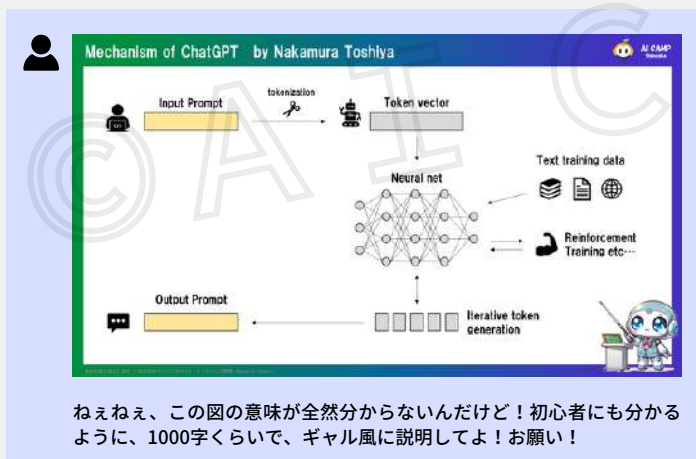 Mechanism of ChatGPT by Nakamura Toshiya
AI CAMP
Input Prompt
tokenization
Token vector
Neural net
Text training data
Reinforcement
Training etc…
Output Prompt
Iterative token
generation
©AIC
ねぇねぇ、この図の意味が全然分からないんだけど！初心者にも分かる
ように、1000字くらいで、ギャル風に説明してよ！お願い！